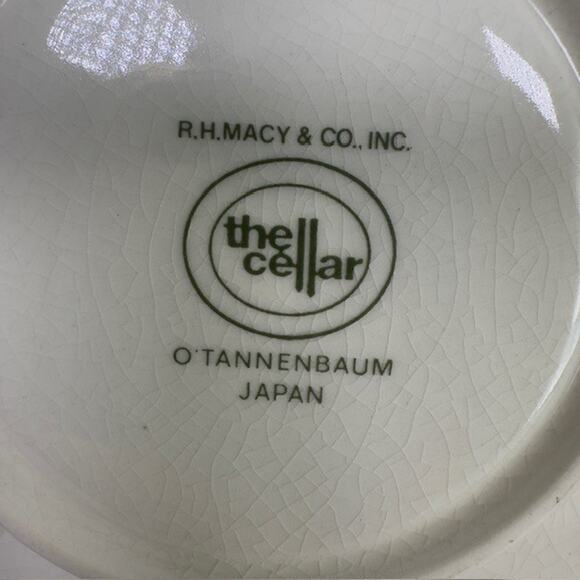 R.H.MACY & CO., INC.
the
cellar
O'TANNENBAUM
JAPAN